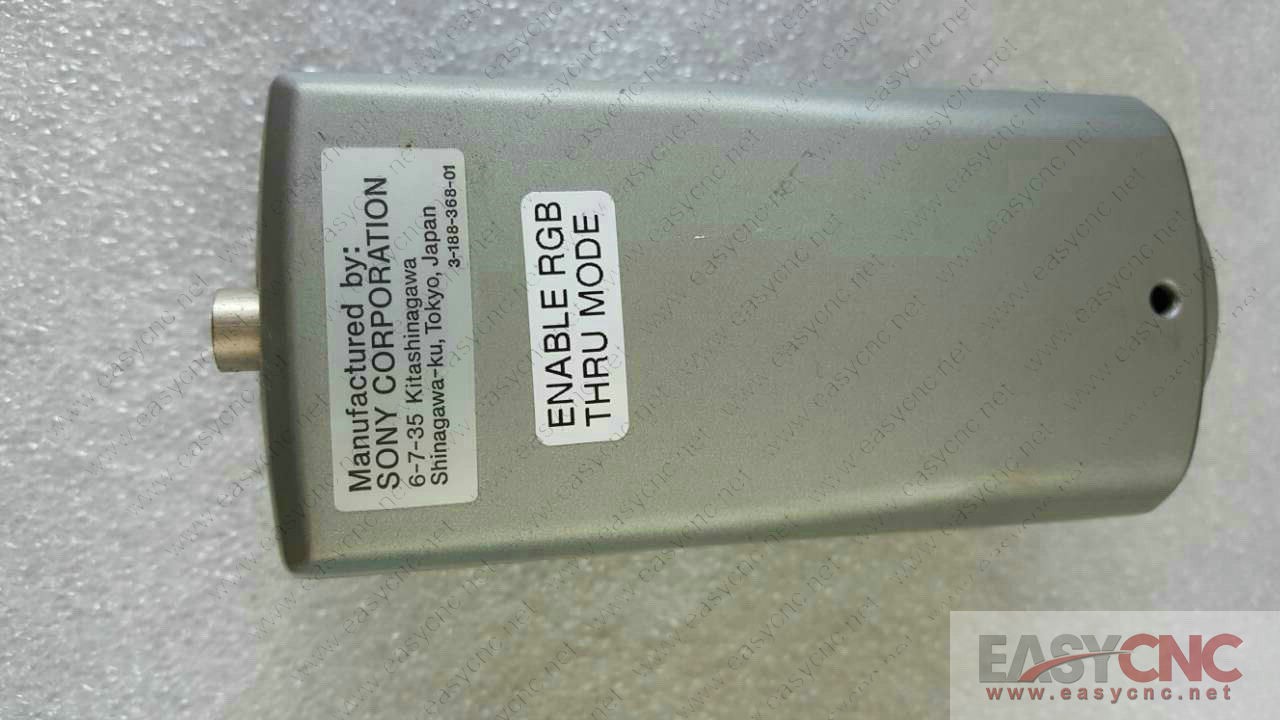 Manufactured by:
SONY CORPORATION
6-7-35 Kitashinagawa
Shinagawa-ku, Tokyo, Japan
3-188-368-01
ENABLE RGB
THRU MODE
EASYCNC
www.easycnc.net